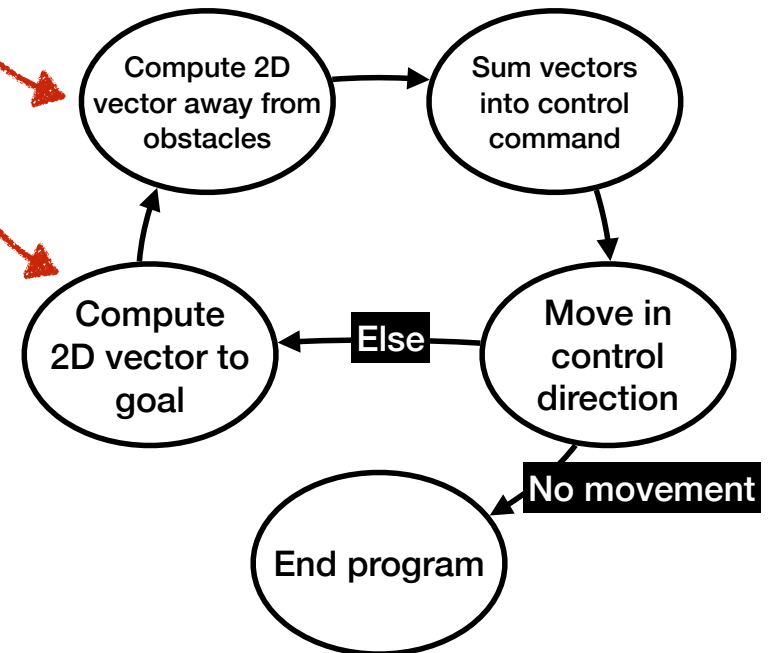 Compute 2D
vector away from
obstacles
Sum vectors
into control
command
Compute
2D vector to
goal
Else
Move in
control
direction
No movement
End program